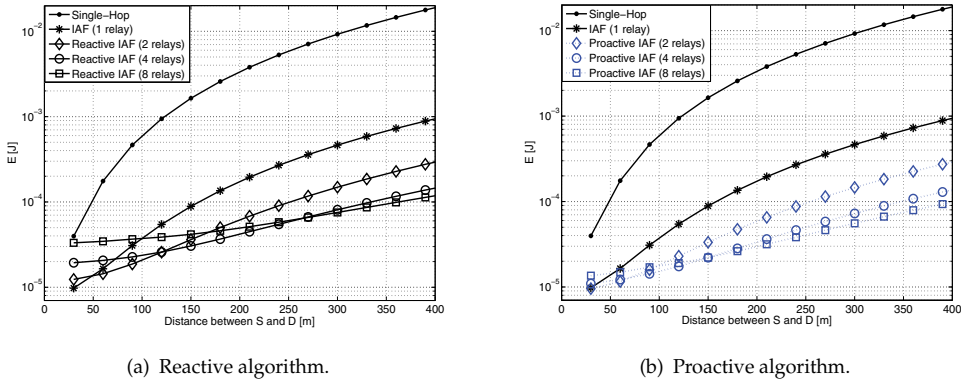 10⁻²
10⁻³
10⁻⁴
10⁻⁵
E [J]
Single−Hop
IAF (1 relay)
Reactive IAF (2 relays)
Reactive IAF (4 relays)
Reactive IAF (8 relays)
0 50 100 150 200 250 300 350 400
Distance between S and D [m]
(a) Reactive algorithm.
10⁻²
10⁻³
10⁻⁴
10⁻⁵
E [J]
Single−Hop
IAF (1 relay)
Proactive IAF (2 relays)
Proactive IAF (4 relays)
Proactive IAF (8 relays)
0 50 100 150 200 250 300 350 400
Distance between S and D [m]
(b) Proactive algorithm.